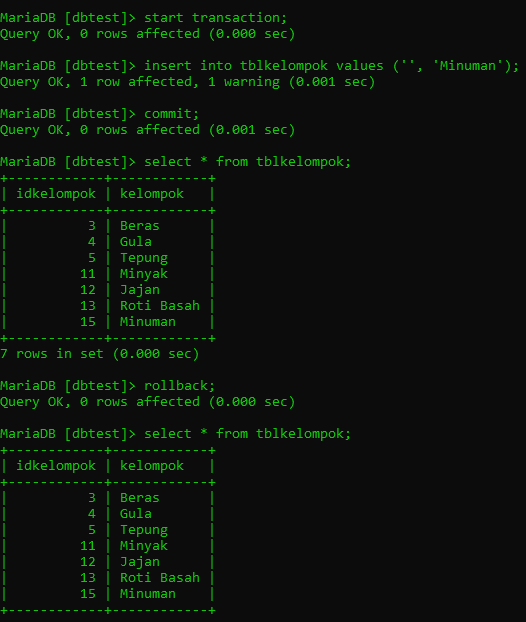 MariaDB [dbtest]> start transaction;
Query OK, 0 rows affected (0.000 sec)
MariaDB [dbtest]> insert into tblkelompok values ('', 'Minuman');
Query OK, 1 row affected, 1 warning (0.001 sec)
MariaDB [dbtest]> commit;
Query OK, 0 rows affected (0.001 sec)
MariaDB [dbtest]> select * from tblkelompok;
+------------+------------+
| idkelompok | kelompok   |
+------------+------------+
|          3 | Beras      |
|          4 | Gula       |
|          5 | Tepung     |
|         11 | Minyak     |
|         12 | Jajan      |
|         13 | Roti Basah |
|         15 | Minuman    |
+------------+------------+
7 rows in set (0.000 sec)
MariaDB [dbtest]> rollback;
Query OK, 0 rows affected (0.000 sec)
MariaDB [dbtest]> select * from tblkelompok;
+------------+------------+
| idkelompok | kelompok   |
+------------+------------+
|          3 | Beras      |
|          4 | Gula       |
|          5 | Tepung     |
|         11 | Minyak     |
|         12 | Jajan      |
|         13 | Roti Basah |
|         15 | Minuman    |
+------------+------------+